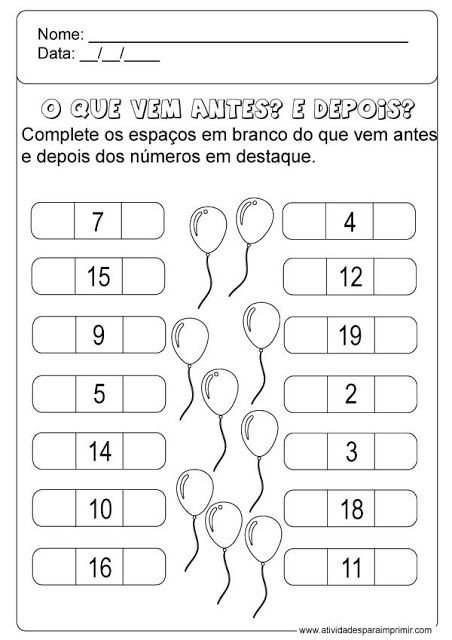 Nome: ______________________________________
Data: __/__/____
O QUE VEM ANTES? E DEPOIS?
Complete os espaços em branco do que vem antes
e depois dos números em destaque.
7 4
15 12
9 19
5 2
14 3
10 18
16 11
www.atividadesparaimprimir.com